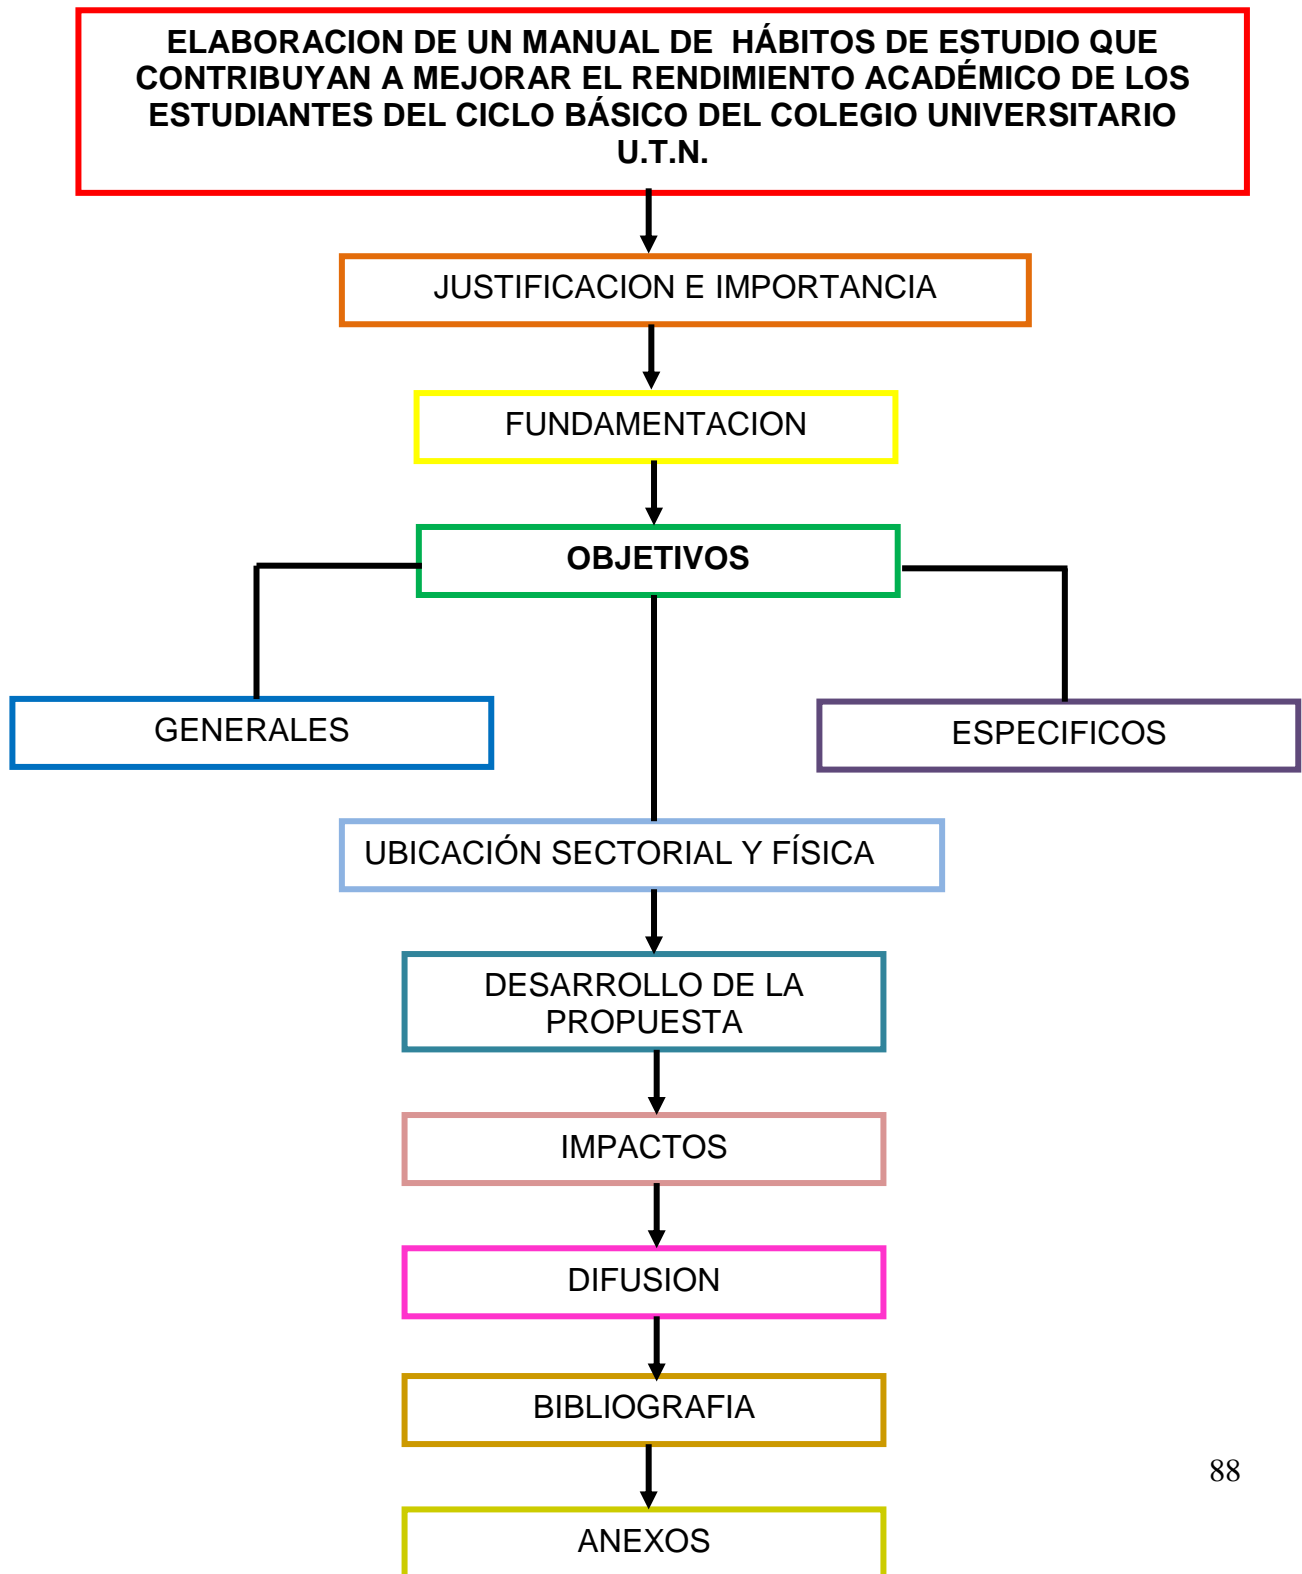 ELABORACION DE UN MANUAL DE  HÁBITOS DE ESTUDIO QUE
CONTRIBUYAN A MEJORAR EL RENDIMIENTO ACADÉMICO DE LOS
ESTUDIANTES DEL CICLO BÁSICO DEL COLEGIO UNIVERSITARIO
U.T.N.
JUSTIFICACION E IMPORTANCIA
FUNDAMENTACION
OBJETIVOS
GENERALES
ESPECIFICOS
UBICACIÓN SECTORIAL Y FÍSICA
DESARROLLO DE LA
PROPUESTA
IMPACTOS
DIFUSION
BIBLIOGRAFIA
88
ANEXOS